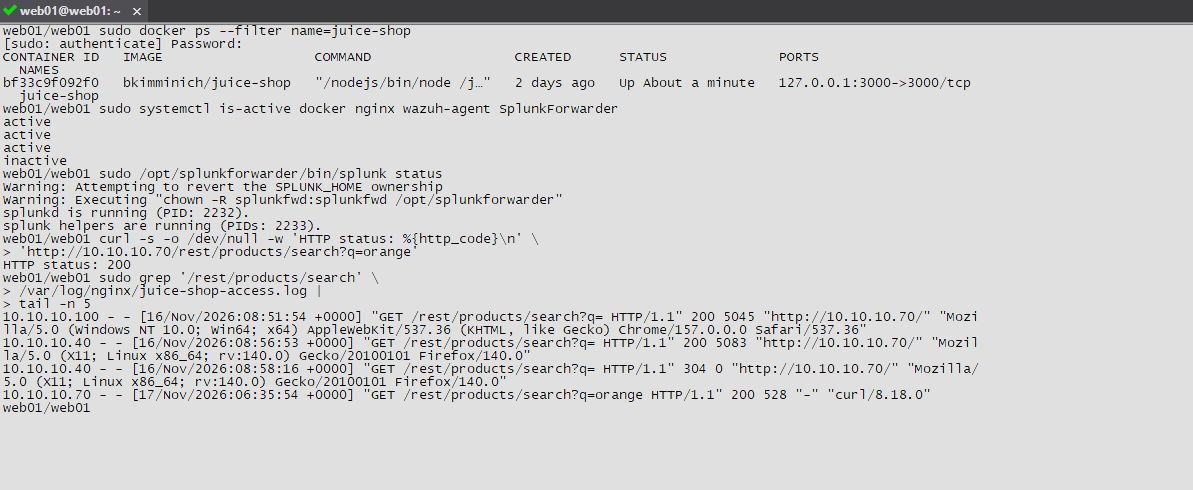 web01@web01: ~ ×
web01/web01 sudo docker ps --filter name=juice-shop
[sudo: authenticate] Password:
CONTAINER ID   IMAGE                   COMMAND                  CREATED      STATUS              PORTS
     NAMES
bf33c9f092f0   bkimminich/juice-shop   "/nodejs/bin/node /j…"   2 days ago   Up About a minute   127.0.0.1:3000->3000/tcp
  juice-shop
web01/web01 sudo systemctl is-active docker nginx wazuh-agent SplunkForwarder
active
active
active
inactive
web01/web01 sudo /opt/splunkforwarder/bin/splunk status
Warning: Attempting to revert the SPLUNK_HOME ownership
Warning: Executing "chown -R splunkfwd:splunkfwd /opt/splunkforwarder"
splunkd is running (PID: 2232).
splunk helpers are running (PIDs: 2233).
web01/web01 curl -s -o /dev/null -w 'HTTP status: %{http_code}\n' \
> 'http://10.10.10.70/rest/products/search?q=orange'
HTTP status: 200
web01/web01 sudo grep '/rest/products/search' \
> /var/log/nginx/juice-shop-access.log |
> tail -n 5
10.10.10.100 - - [16/Nov/2026:08:51:54 +0000] "GET /rest/products/search?q= HTTP/1.1" 200 5045 "http://10.10.10.70/" "Mozi
lla/5.0 (Windows NT 10.0; Win64; x64) AppleWebKit/537.36 (KHTML, like Gecko) Chrome/157.0.0.0 Safari/537.36"
10.10.10.40 - - [16/Nov/2026:08:56:53 +0000] "GET /rest/products/search?q= HTTP/1.1" 200 5083 "http://10.10.10.70/" "Mozil
la/5.0 (X11; Linux x86_64; rv:140.0) Gecko/20100101 Firefox/140.0"
10.10.10.40 - - [16/Nov/2026:08:58:16 +0000] "GET /rest/products/search?q= HTTP/1.1" 304 0 "http://10.10.10.70/" "Mozilla/
5.0 (X11; Linux x86_64; rv:140.0) Gecko/20100101 Firefox/140.0"
10.10.10.70 - - [17/Nov/2026:06:35:54 +0000] "GET /rest/products/search?q=orange HTTP/1.1" 200 528 "-" "curl/8.18.0"
web01/web01